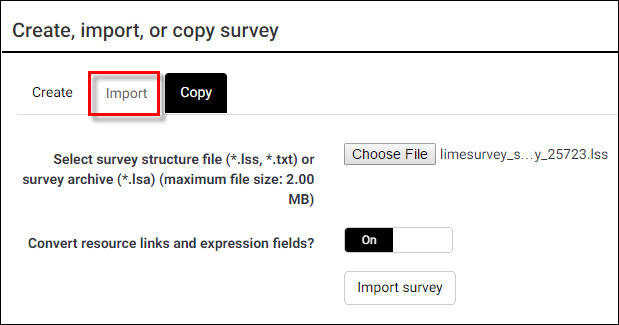 Create, import, or copy survey
Create Import Copy
Select survey structure file (*.lss, *.txt) or
survey archive (*.lsa) (maximum file size: 2.00
MB)
Choose File limesurvey_s...y_25723.lss
Convert resource links and expression fields?
On
Import survey